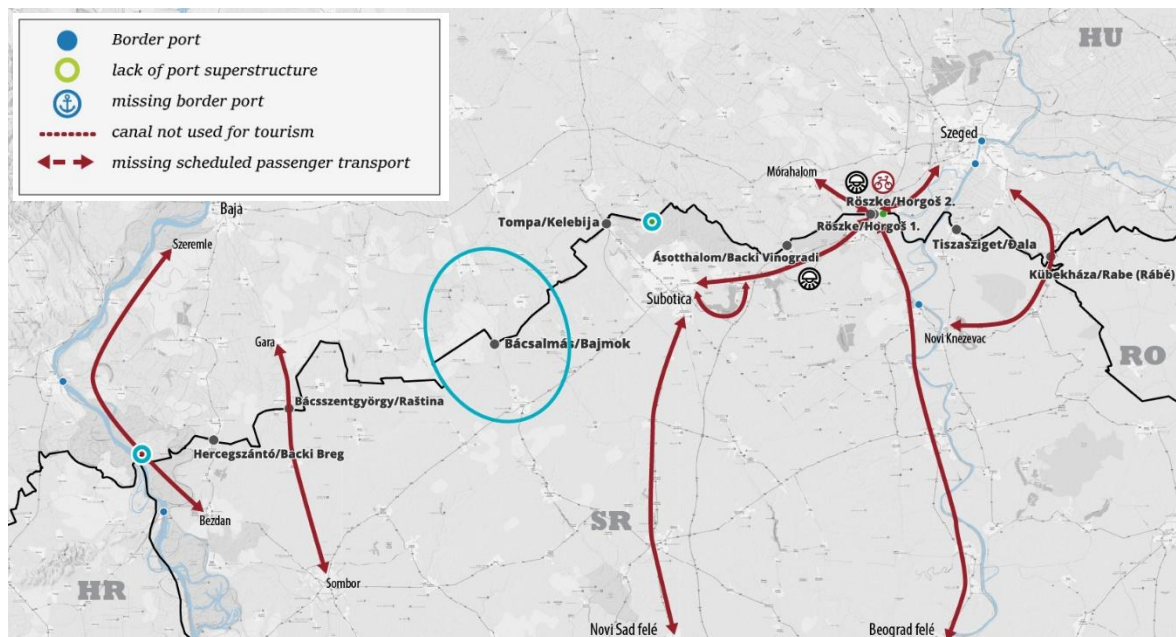 Border port
lack of port superstructure
missing border port
canal not used for tourism
missing scheduled passenger transport
HU
Szeged
Mórahalom
Röszke/Horgoš 2.
Röszke/Horgoš 1.
Baja
Szeremle
Tompa/Kelebija
Ásotthalom/Backi Vinogradi
Tiszasziget/Đala
Kübekháza/Rabe (Rábé)
Subotica
Novi Knezevac
RO
Gara
Bácsalmás/Bajmok
Bácsszentgyörgy/Raština
Hercegszántó/Backi Breg
Bezdan
SR
HR
Sombor
Novi Sad felé
Beograd felé